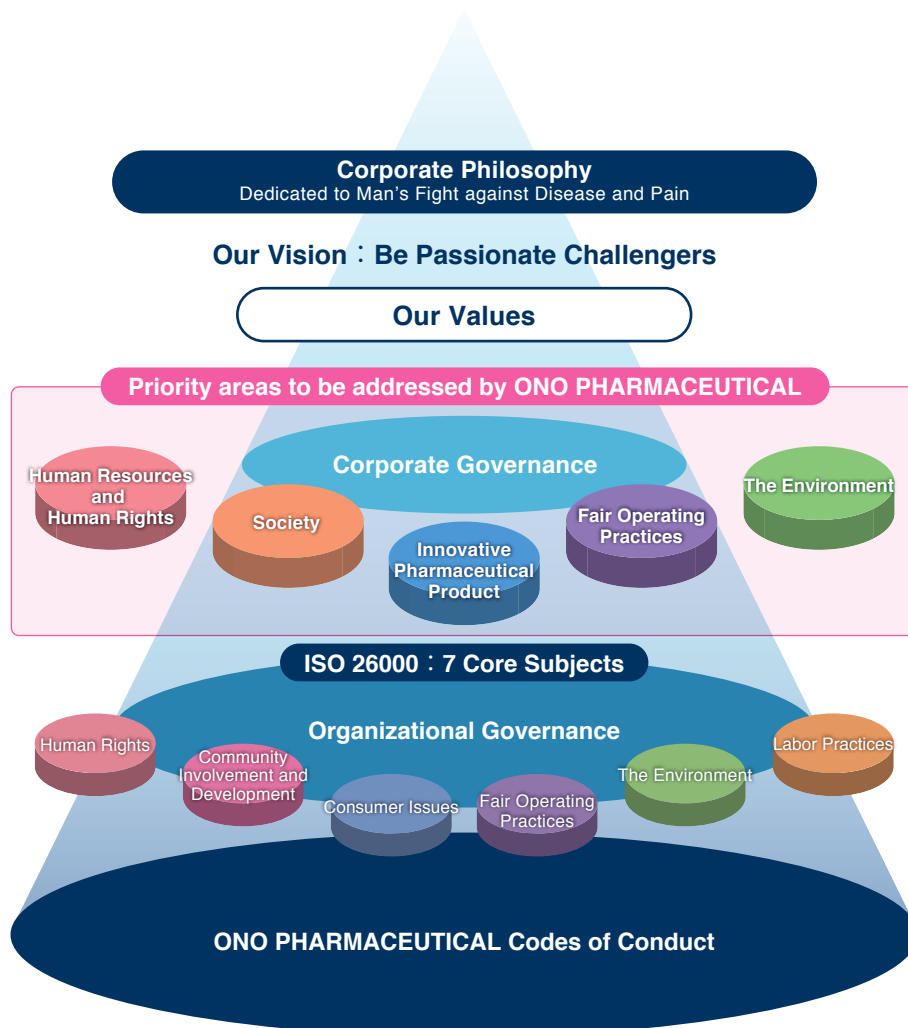 Corporate Philosophy
Dedicated to Man's Fight against Disease and Pain
Our Vision：Be Passionate Challengers
Our Values
Priority areas to be addressed by ONO PHARMACEUTICAL
Corporate Governance
Human Resources
and
Human Rights
Society
Innovative
Pharmaceutical
Product
Fair Operating
Practices
The Environment
ISO 26000：7 Core Subjects
Organizational Governance
Human Rights
Community
Involvement and
Development
Consumer Issues
Fair Operating
Practices
The Environment
Labor Practices
ONO PHARMACEUTICAL Codes of Conduct